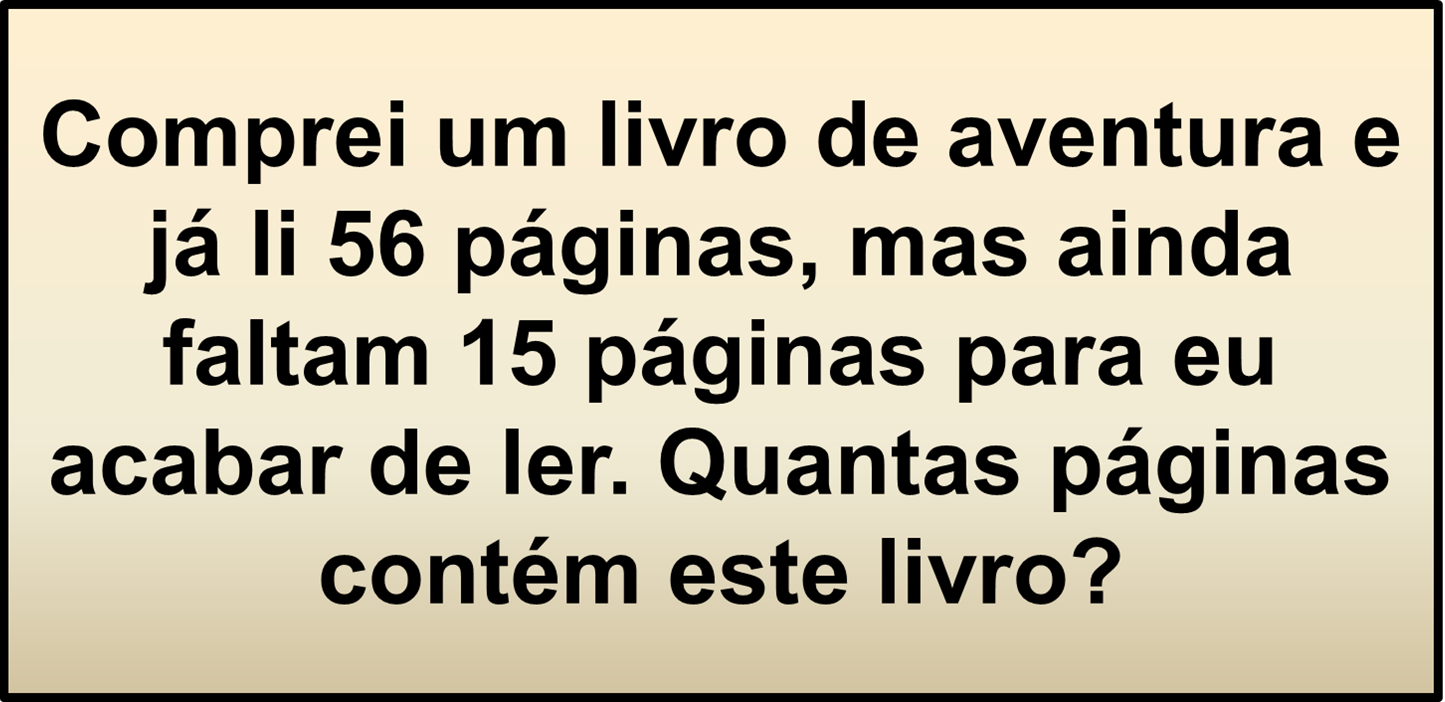 Comprei um livro de aventura e
já li 56 páginas, mas ainda
faltam 15 páginas para eu
acabar de ler. Quantas páginas
contém este livro?